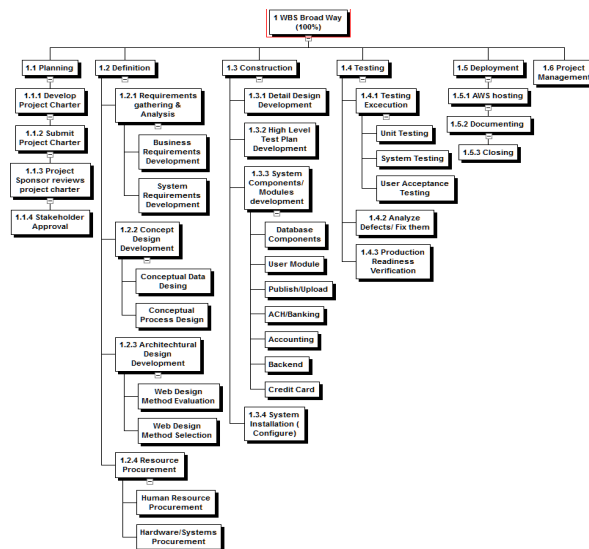 1 WBS Broad Way
(100%)
1.1 Planning
1.1.1 Develop
Project Charter
1.1.2 Submit
Project Charter
1.1.3 Project
Sponsor reviews
project charter
1.1.4 Stakeholder
Approval
1.2 Definition
1.2.1 Requirements
gathering &
Analysis
Business
Requirements
Development
System
Requirements
Development
1.2.2 Concept
Design
Development
Conceptual Data
Desing
Conceptual
Process Design
1.2.3 Architechtural
Design
Development
Web Design
Method Evaluation
Web Design
Method Selection
1.2.4 Resource
Procurement
Human Resource
Procurement
Hardware/Systems
Procurement
1.3 Construction
1.3.1 Detail Design
Development
1.3.2 High Level
Test Plan
Development
1.3.3 System
Components/
Modules
development
Database
Components
User Module
Publish/Upload
ACH/Banking
Accounting
Backend
Credit Card
1.3.4 System
Installation (
Configure)
1.4 Testing
1.4.1 Testing
Excecution
Unit Testing
System Testing
User Acceptance
Testing
1.4.2 Analyze
Defects/ Fix them
1.4.3 Production
Readiness
Verification
1.5 Deployment
1.5.1 AWS hosting
1.5.2 Documenting
1.5.3 Closing
1.6 Project
Management